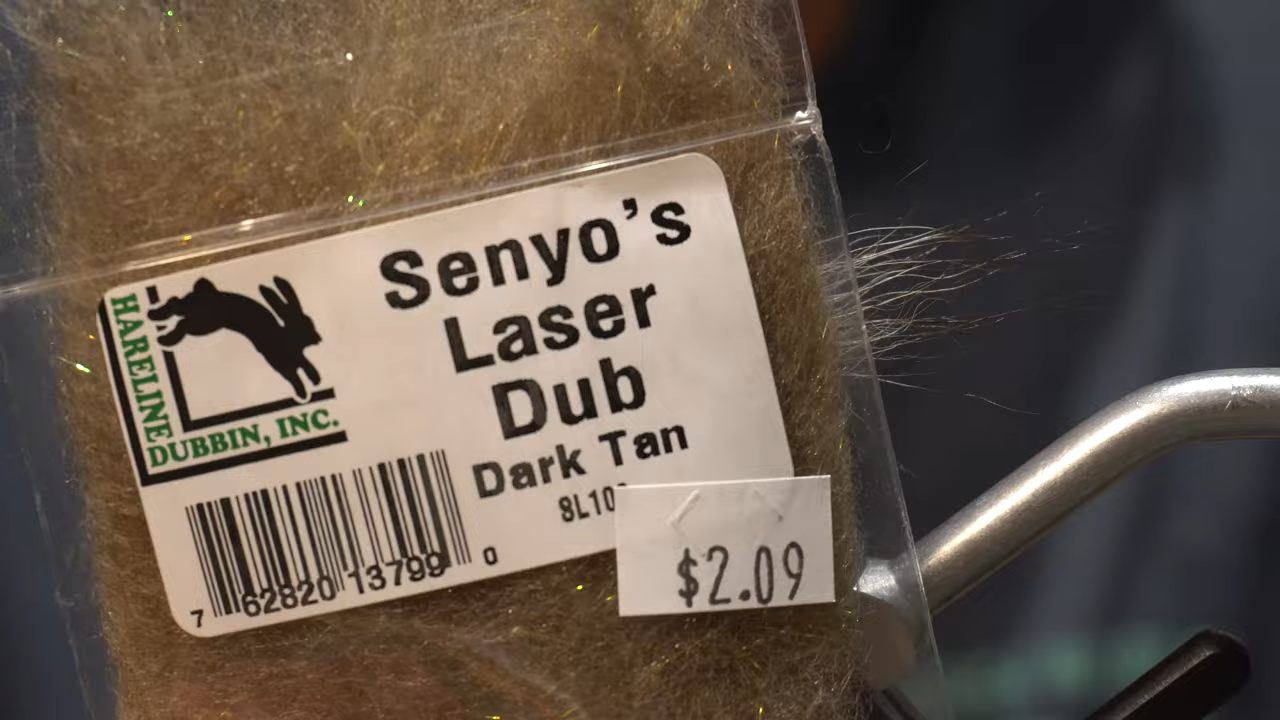 HARELINE
DUBBIN, INC.
Senyo's
Laser
Dub
Dark Tan
7 62820 13799 0
$2.09